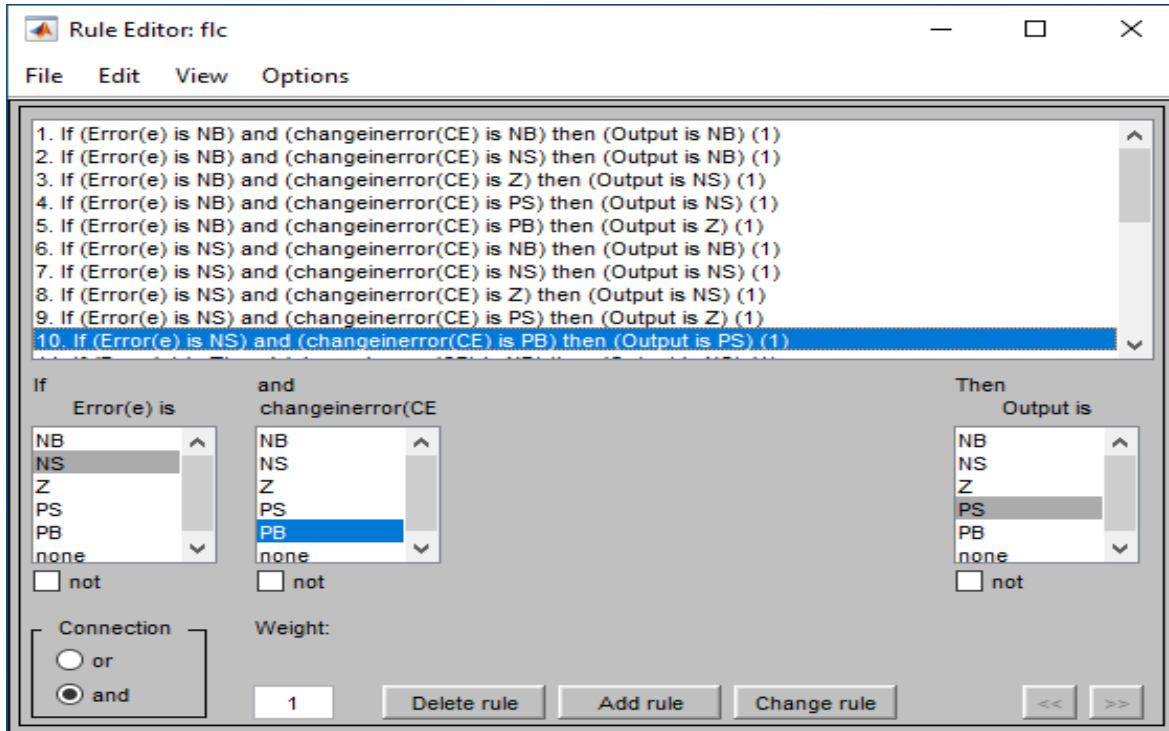 Rule Editor: flc
File Edit View Options
1. If (Error(e) is NB) and (changeinerror(CE) is NB) then (Output is NB) (1)
2. If (Error(e) is NB) and (changeinerror(CE) is NS) then (Output is NB) (1)
3. If (Error(e) is NB) and (changeinerror(CE) is Z) then (Output is NS) (1)
4. If (Error(e) is NB) and (changeinerror(CE) is PS) then (Output is NS) (1)
5. If (Error(e) is NB) and (changeinerror(CE) is PB) then (Output is Z) (1)
6. If (Error(e) is NS) and (changeinerror(CE) is NB) then (Output is NB) (1)
7. If (Error(e) is NS) and (changeinerror(CE) is NS) then (Output is NS) (1)
8. If (Error(e) is NS) and (changeinerror(CE) is Z) then (Output is NS) (1)
9. If (Error(e) is NS) and (changeinerror(CE) is PS) then (Output is Z) (1)
10. If (Error(e) is NS) and (changeinerror(CE) is PB) then (Output is PS) (1)
If
Error(e) is
NB
NS
Z
PS
PB
none
not
and
changeinerror(CE
NB
NS
Z
PS
PB
none
not
Then
Output is
NB
NS
Z
PS
PB
none
not
Connection
or
and
Weight:
1
Delete rule Add rule Change rule << >>